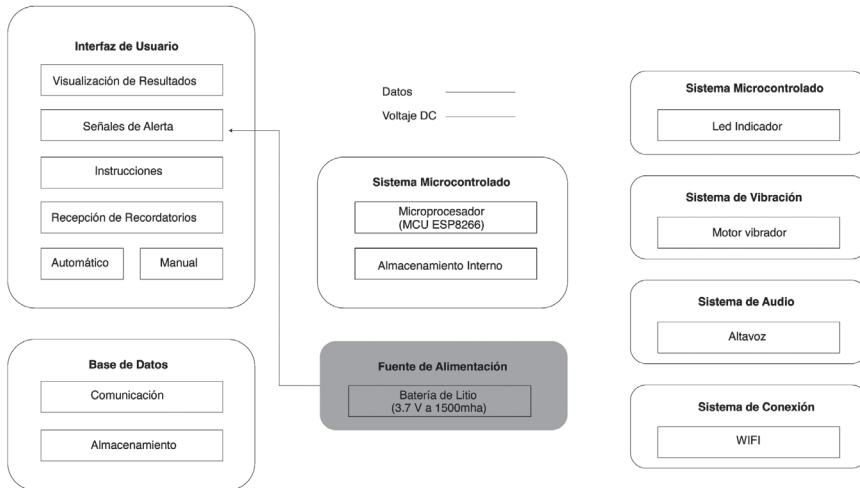 Interfaz de Usuario
Visualización de Resultados
Señales de Alerta
Instrucciones
Recepción de Recordatorios
Automático
Manual
Base de Datos
Comunicación
Almacenamiento
Datos
Voltaje DC
Sistema Microcontrolado
Microprocesador
(MCU ESP8266)
Almacenamiento Interno
Fuente de Alimentación
Batería de Litio
(3.7 V a 1500mha)
Sistema Microcontrolado
Led Indicador
Sistema de Vibración
Motor vibrador
Sistema de Audio
Altavoz
Sistema de Conexión
WIFI